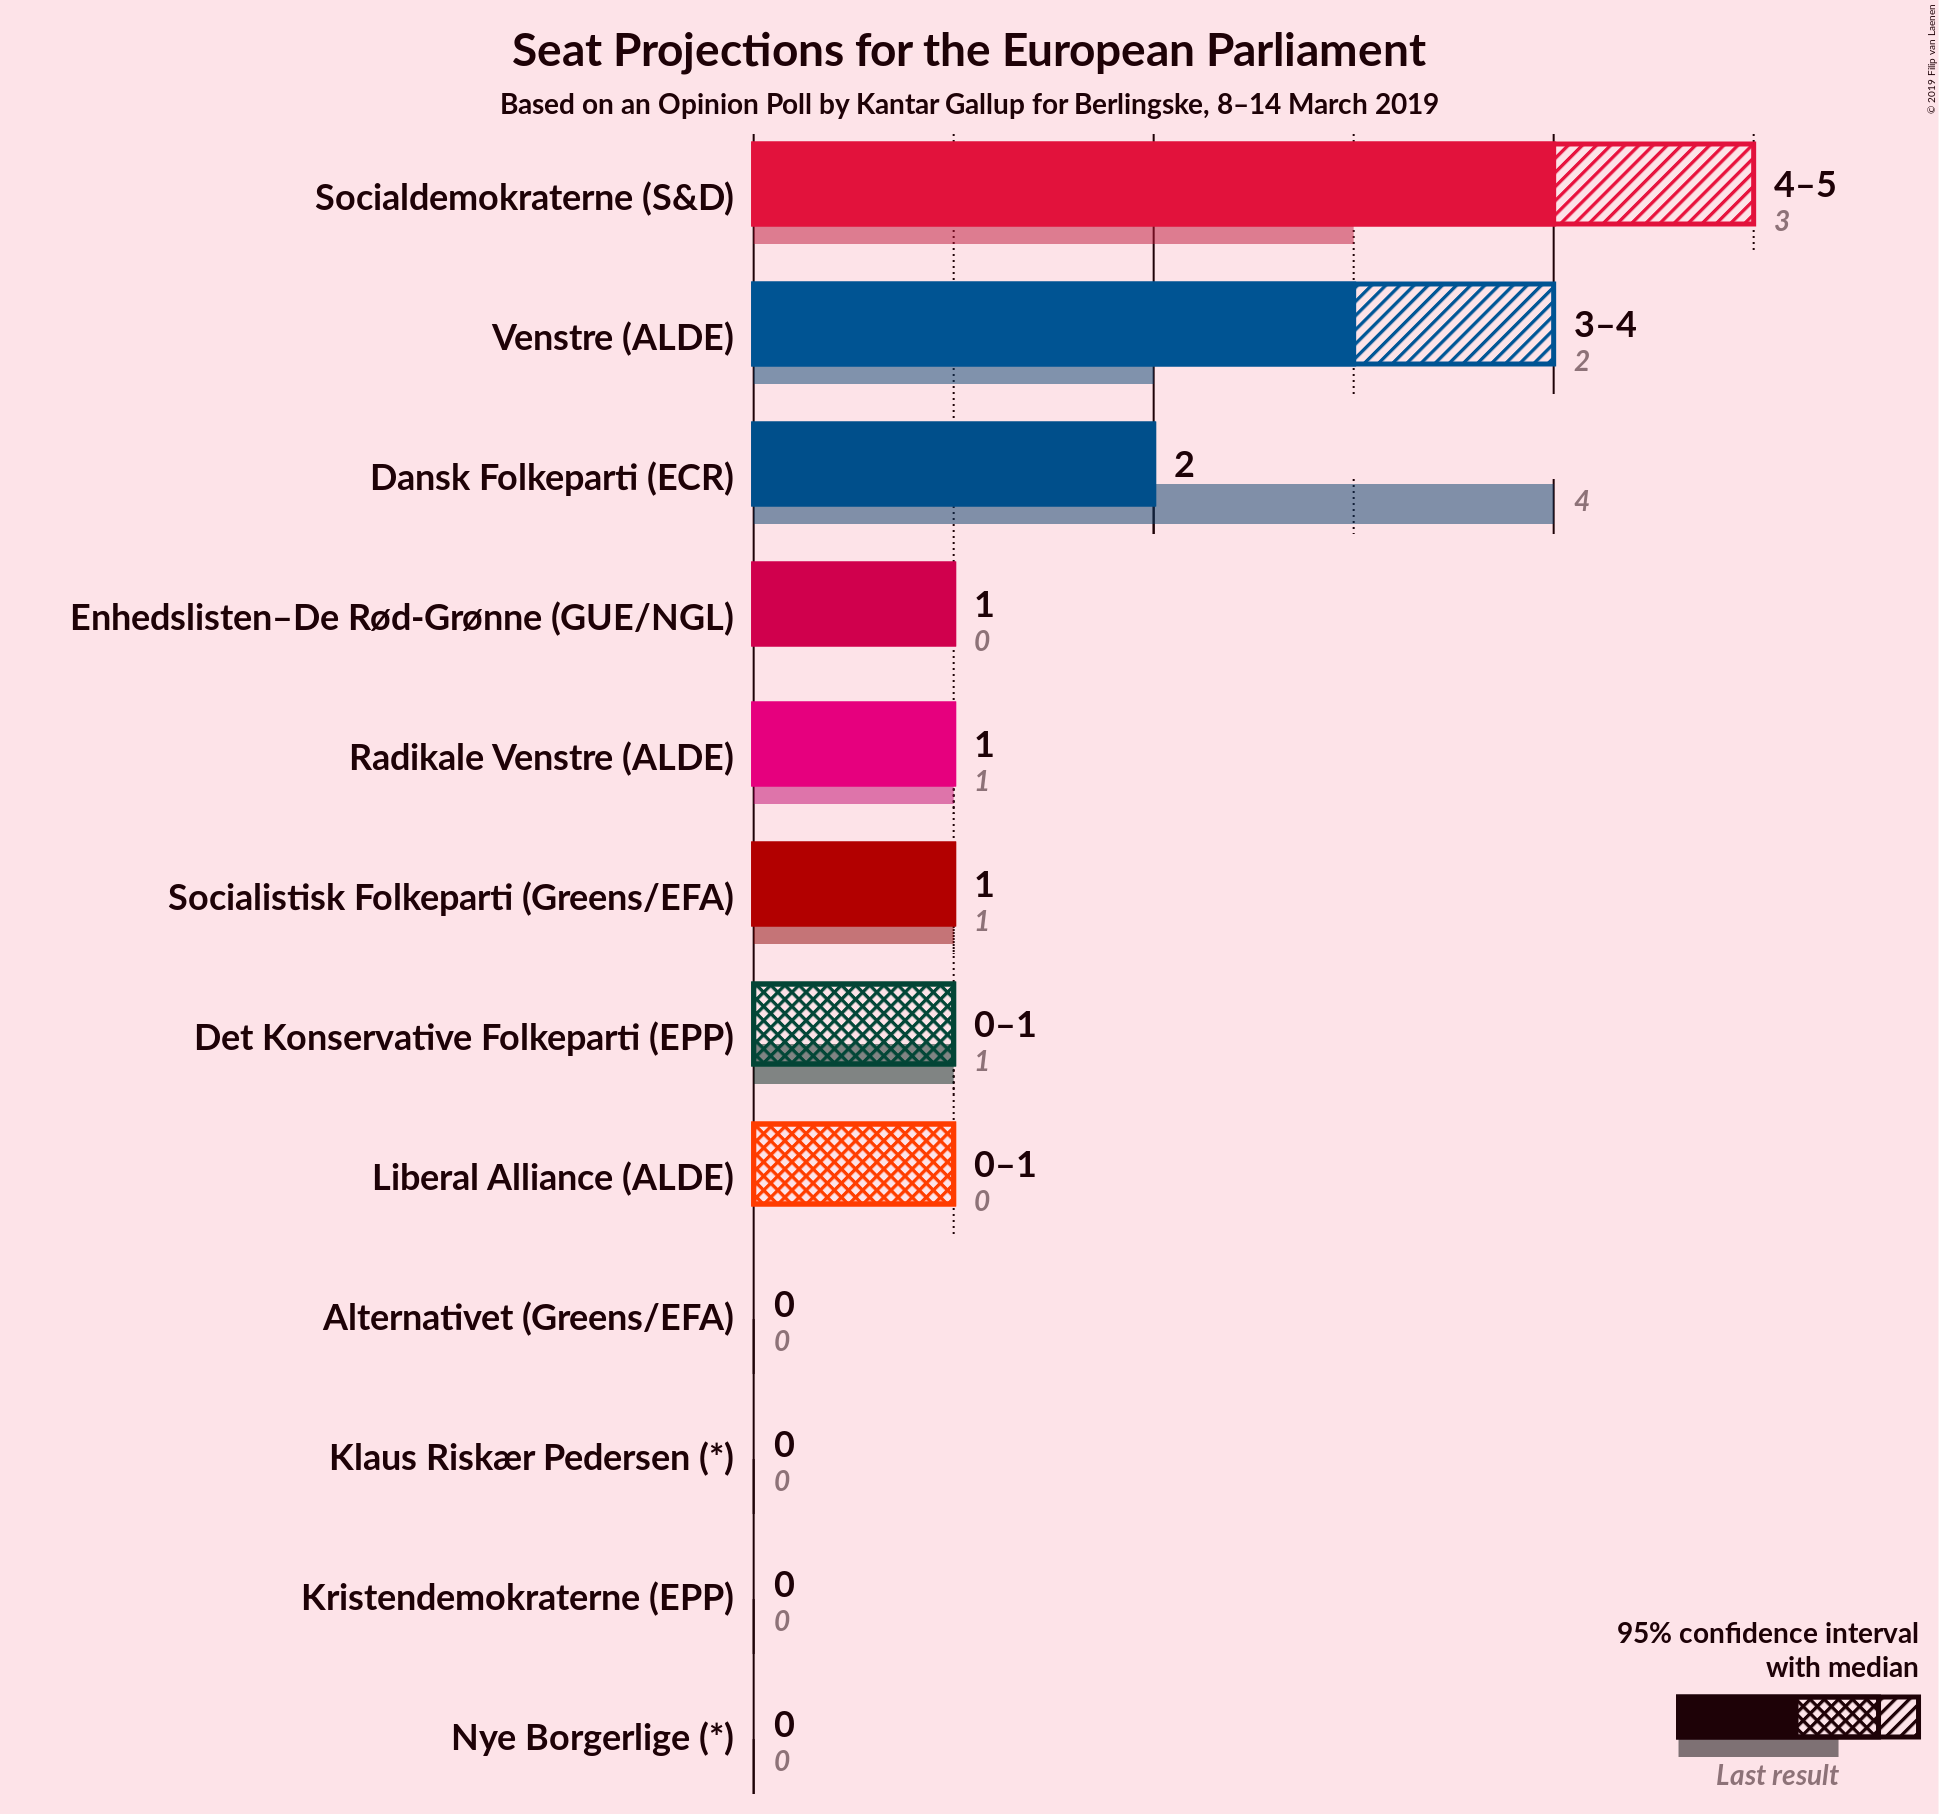 Seat Projections for the European Parliament
Based on an Opinion Poll by Kantar Gallup for Berlingske, 8–14 March 2019
© 2019 Filip van Laenen
Socialdemokraterne (S&D)
4–5
3
Venstre (ALDE)
3–4
2
Dansk Folkeparti (ECR)
2
4
Enhedslisten–De Rød-Grønne (GUE/NGL)
1
0
Radikale Venstre (ALDE)
1
1
Socialistisk Folkeparti (Greens/EFA)
1
1
Det Konservative Folkeparti (EPP)
0–1
1
Liberal Alliance (ALDE)
0–1
0
Alternativet (Greens/EFA)
0
0
Klaus Riskær Pedersen (*)
0
0
Kristendemokraterne (EPP)
0
0
Nye Borgerlige (*)
0
0
95% confidence interval
with median
Last result